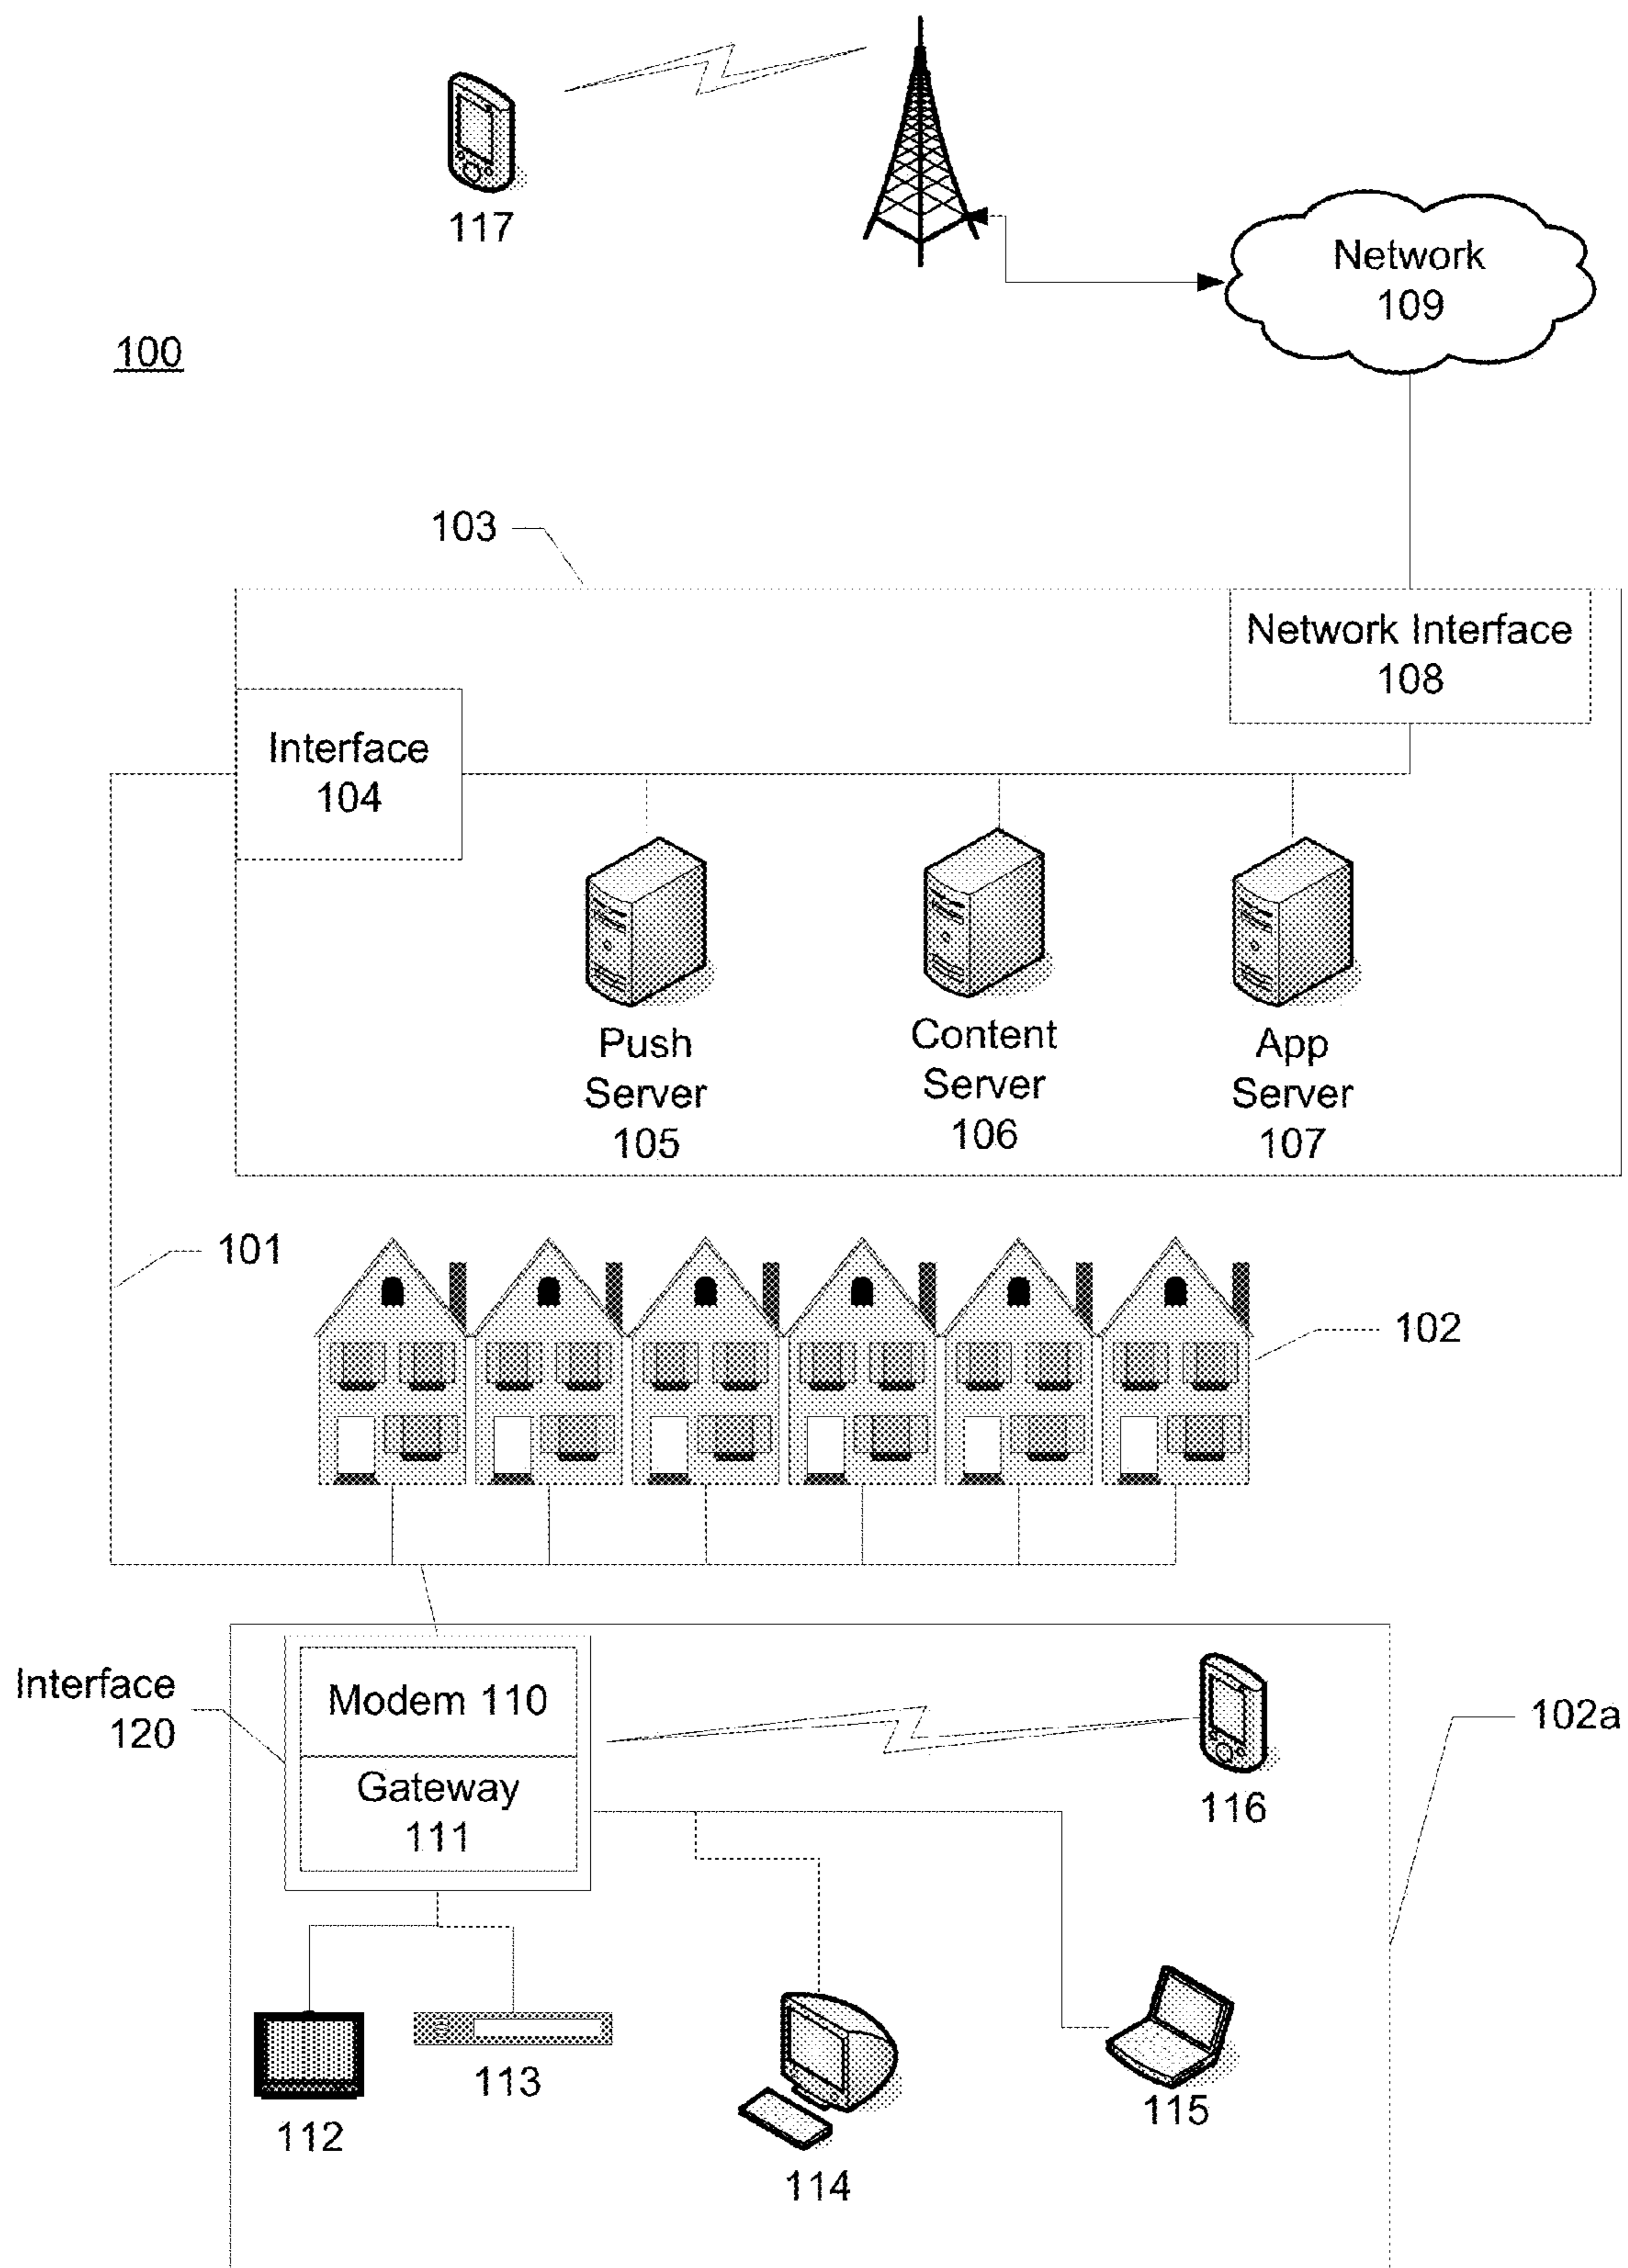 117
Network
109
100
103
Network Interface
108
Interface
104
Push
Server
105
Content
Server
106
App
Server
107
101
102
Interface
120
Modem 110
Gateway
111
102a
116
112
113
114
115